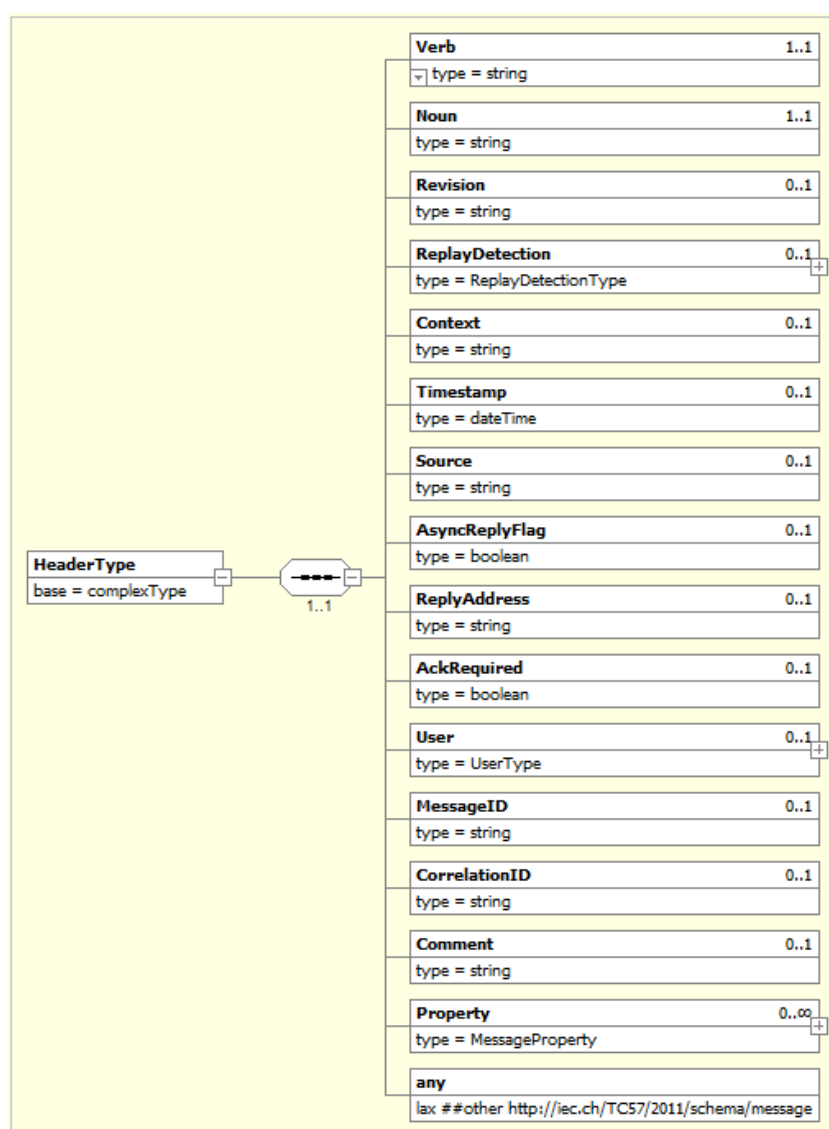 Verb 1..1
type = string
Noun 1..1
type = string
Revision 0..1
type = string
ReplayDetection 0..1
type = ReplayDetectionType
Context 0..1
type = string
Timestamp 0..1
type = dateTime
Source 0..1
type = string
AsyncReplyFlag 0..1
type = boolean
HeaderType
base = complexType
1..1
ReplyAddress 0..1
type = string
AckRequired 0..1
type = boolean
User 0..1
type = UserType
MessageID 0..1
type = string
CorrelationID 0..1
type = string
Comment 0..1
type = string
Property 0..∞
type = MessageProperty
any
lax ##other http://iec.ch/TC57/2011/schema/message